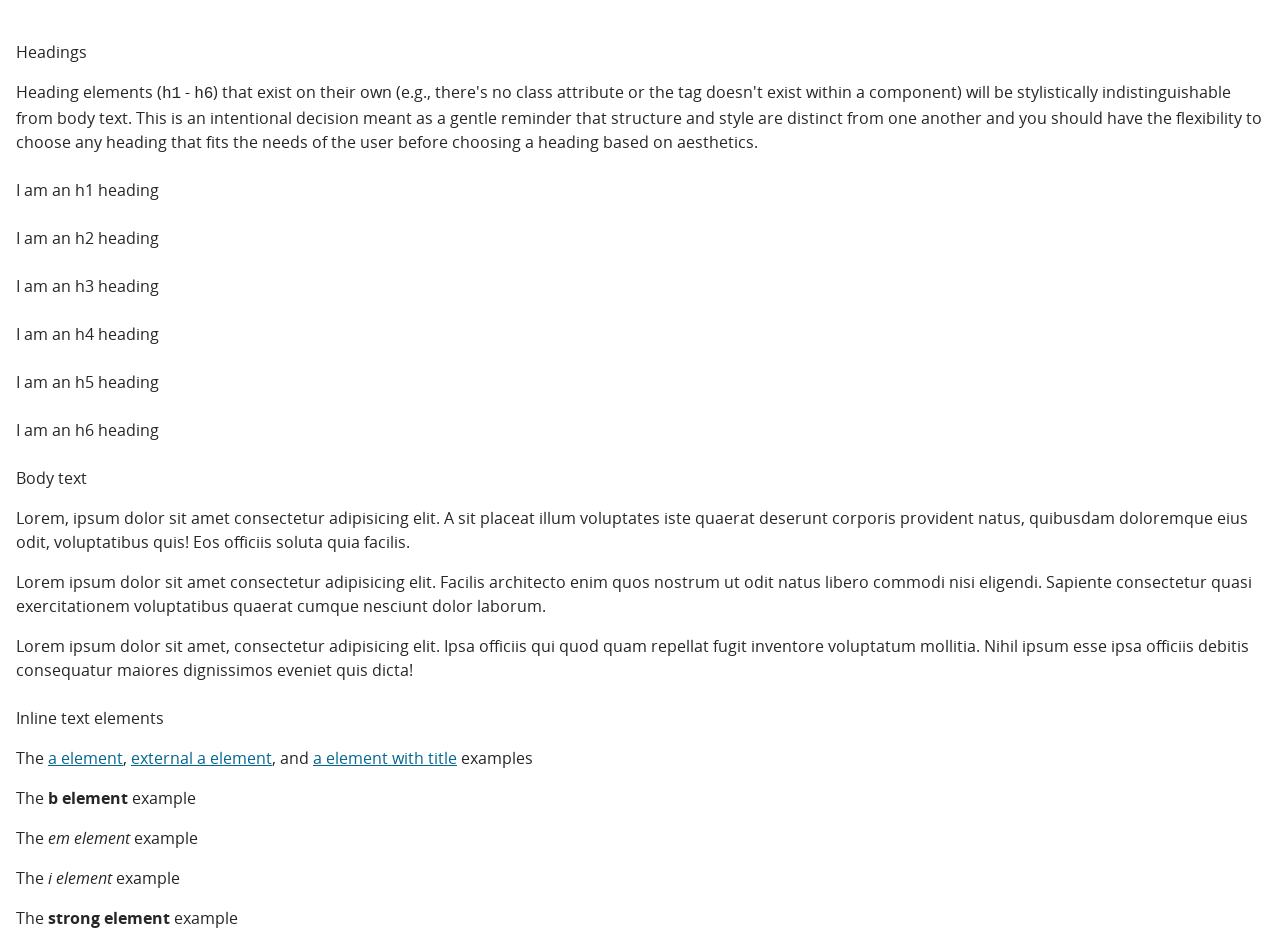 Headings
Heading elements (h1 - h6) that exist on their own (e.g., there's no class attribute or the tag doesn't exist within a component) will be stylistically indistinguishable
from body text. This is an intentional decision meant as a gentle reminder that structure and style are distinct from one another and you should have the flexibility to
choose any heading that fits the needs of the user before choosing a heading based on aesthetics.
I am an h1 heading
I am an h2 heading
I am an h3 heading
I am an h4 heading
I am an h5 heading
I am an h6 heading
Body text
Lorem, ipsum dolor sit amet consectetur adipisicing elit. A sit placeat illum voluptates iste quaerat deserunt corporis provident natus, quibusdam doloremque eius
odit, voluptatibus quis! Eos officiis soluta quia facilis.
Lorem ipsum dolor sit amet consectetur adipisicing elit. Facilis architecto enim quos nostrum ut odit natus libero commodi nisi eligendi. Sapiente consectetur quasi
exercitationem voluptatibus quaerat cumque nesciunt dolor laborum.
Lorem ipsum dolor sit amet, consectetur adipisicing elit. Ipsa officiis qui quod quam repellat fugit inventore voluptatum mollitia. Nihil ipsum esse ipsa officiis debitis
consequatur maiores dignissimos eveniet quis dicta!
Inline text elements
The a element, external a element, and a element with title examples
The b element example
The em element example
The i element example
The strong element example